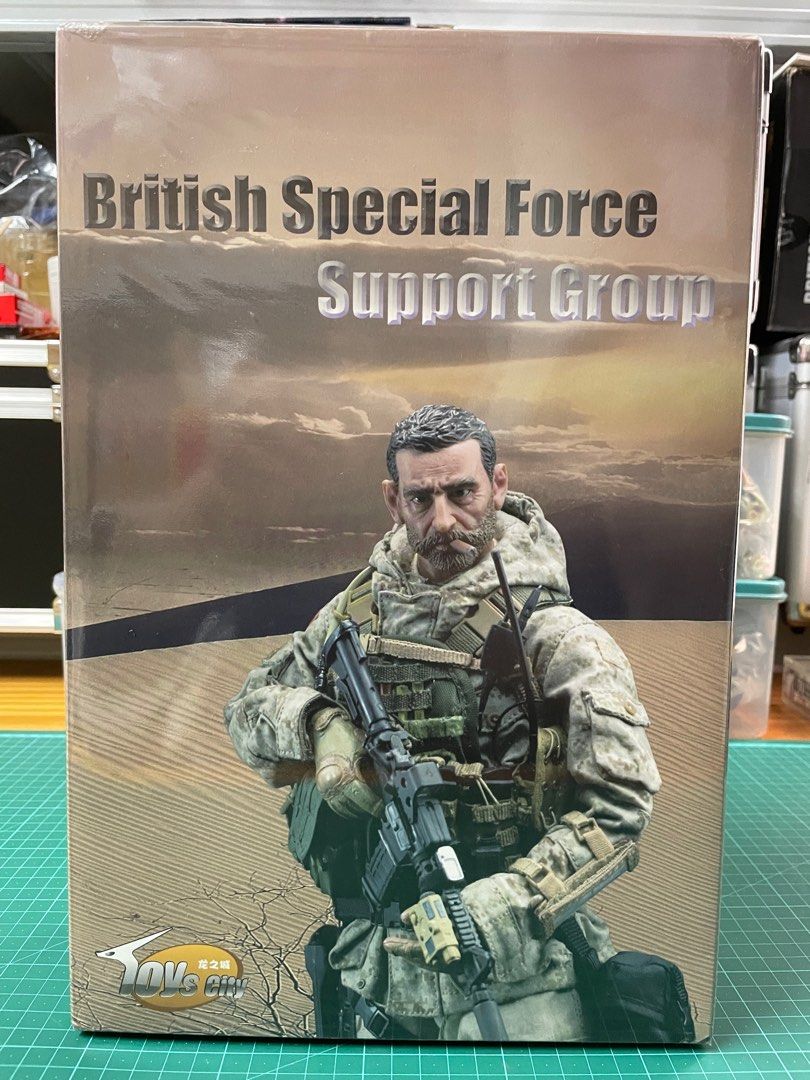 British Special Force
Support Group
龙之城
Toys City